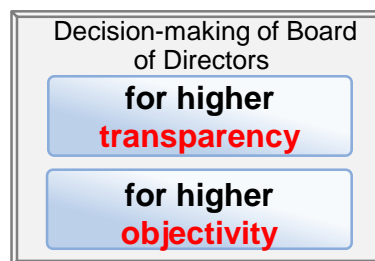 Decision-making of Board
of Directors
for higher
transparency
for higher
objectivity